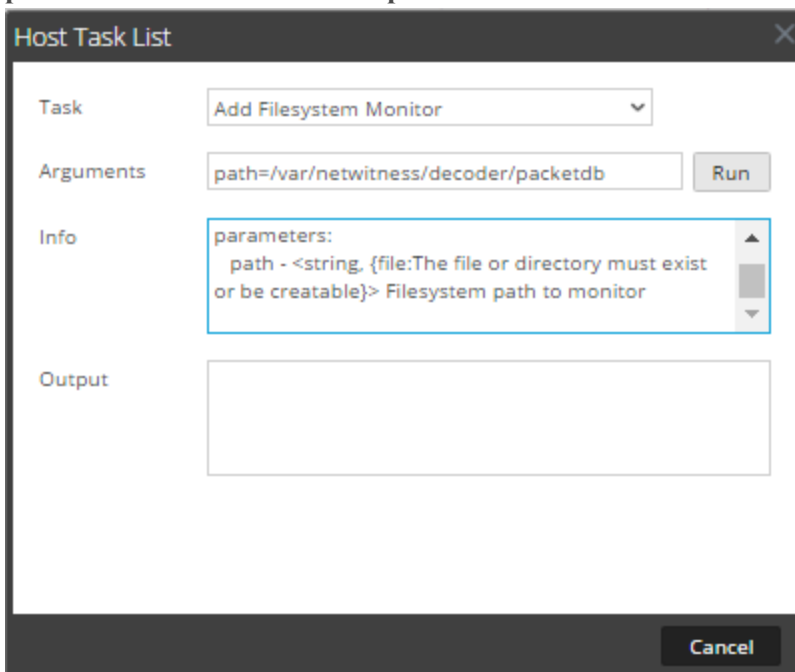 Host Task List
Task
Add Filesystem Monitor
Arguments
path=/var/netwitness/decoder/packetdb
Run
Info
parameters:
path - <string, {file:The file or directory must exist
or be creatable}> Filesystem path to monitor
Output
Cancel